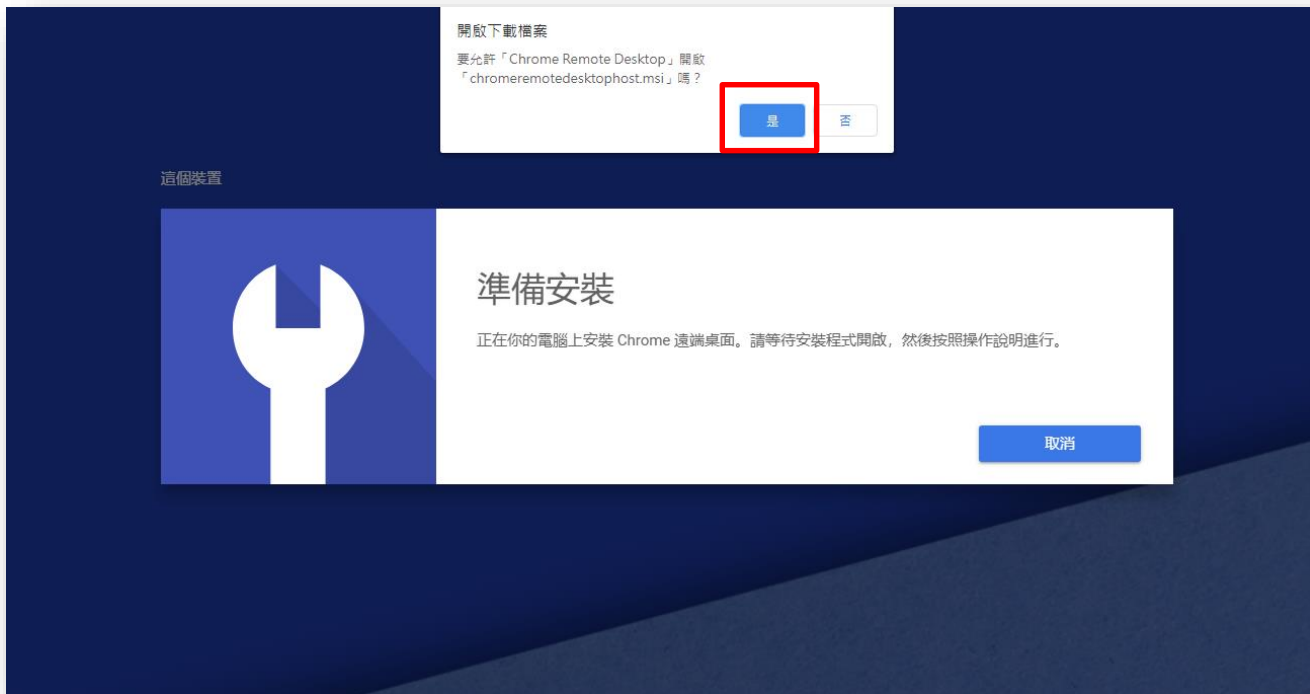 開啟下載檔案
要允許「Chrome Remote Desktop」開啟
「chromeremotedesktophost.msi」嗎？
是
否
這個裝置
準備安裝
正在你的電腦上安裝 Chrome 遠端桌面。請等待安裝程式開啟，然後按照操作說明進行。
取消